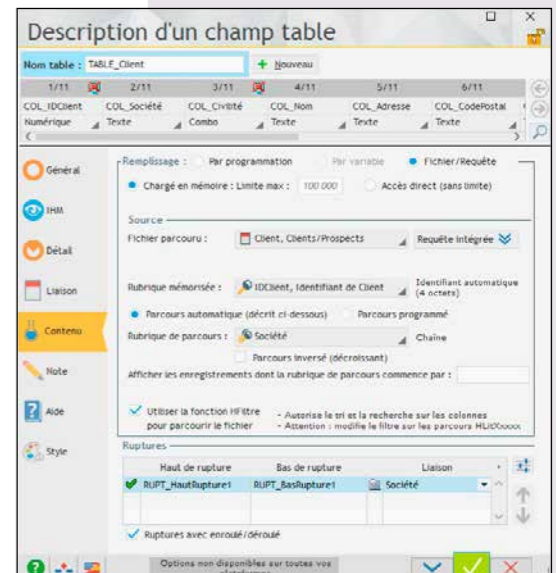 Description d'un champ table
Nom table : TABLE_Client + Nouveau
1/11 2/11 3/11 4/11 5/11 6/11
COL_IDClient COL_Société COL_Civilité COL_Nom COL_Adresse COL_CodePostal
Numérique Texte Combo Texte Texte Texte
Général
IHM
Détail
Liaison
Contenu
Note
Aide
Style
Remplissage : Par programmation Par variable Fichier/Requête
Chargé en mémoire : Limite max : 100 000 Accès direct (sans limite)
Source
Fichier parcouru : Client, Clients/Prospects Requête intégrée
Rubrique mémorisée : IDClient, Identifiant de Client Identifiant automatique
(4 octets)
Parcours automatique (décrit ci-dessous) Parcours programmé
Rubrique de parcours : Société Chaîne
Parcours inversé (décroissant)
Afficher les enregistrements dont la rubrique de parcours commence par :
Utiliser la fonction HFiltre - Autorise le tri et la recherche sur les colonnes
pour parcourir le fichier - Attention : modifie le filtre sur les parcours HLitXxxxx
Ruptures
Haut de rupture Bas de rupture Liaison
RUPT_HautRupture1 RUPT_BasRupture1 Société
Ruptures avec enroulé/déroulé
Options non disponibles sur toutes vos